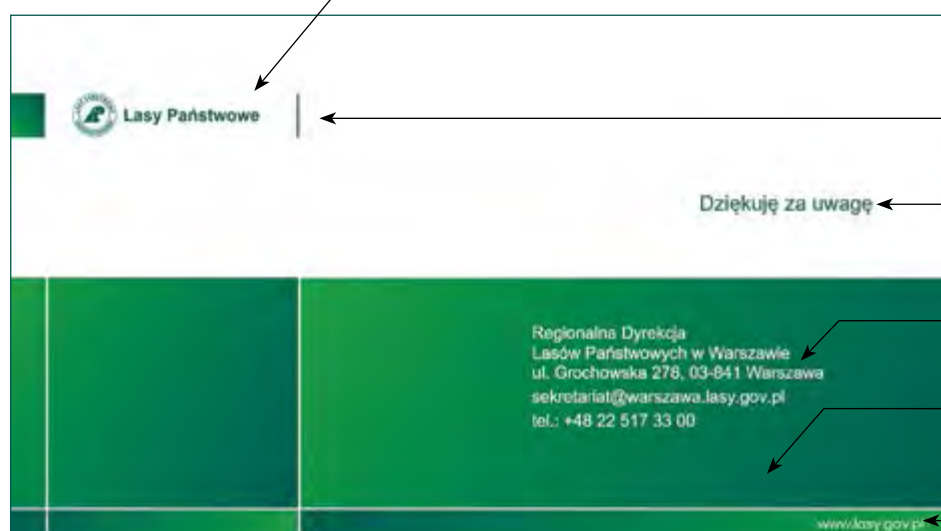 Lasy Państwowe
Dziękuję za uwagę
Regionalna Dyrekcja
Lasów Państwowych w Warszawie
ul. Grochowska 278, 03-841 Warszawa
sekretariat@warszawa.lasy.gov.pl
tel.: +48 22 517 33 00
www.lasy.gov.pl